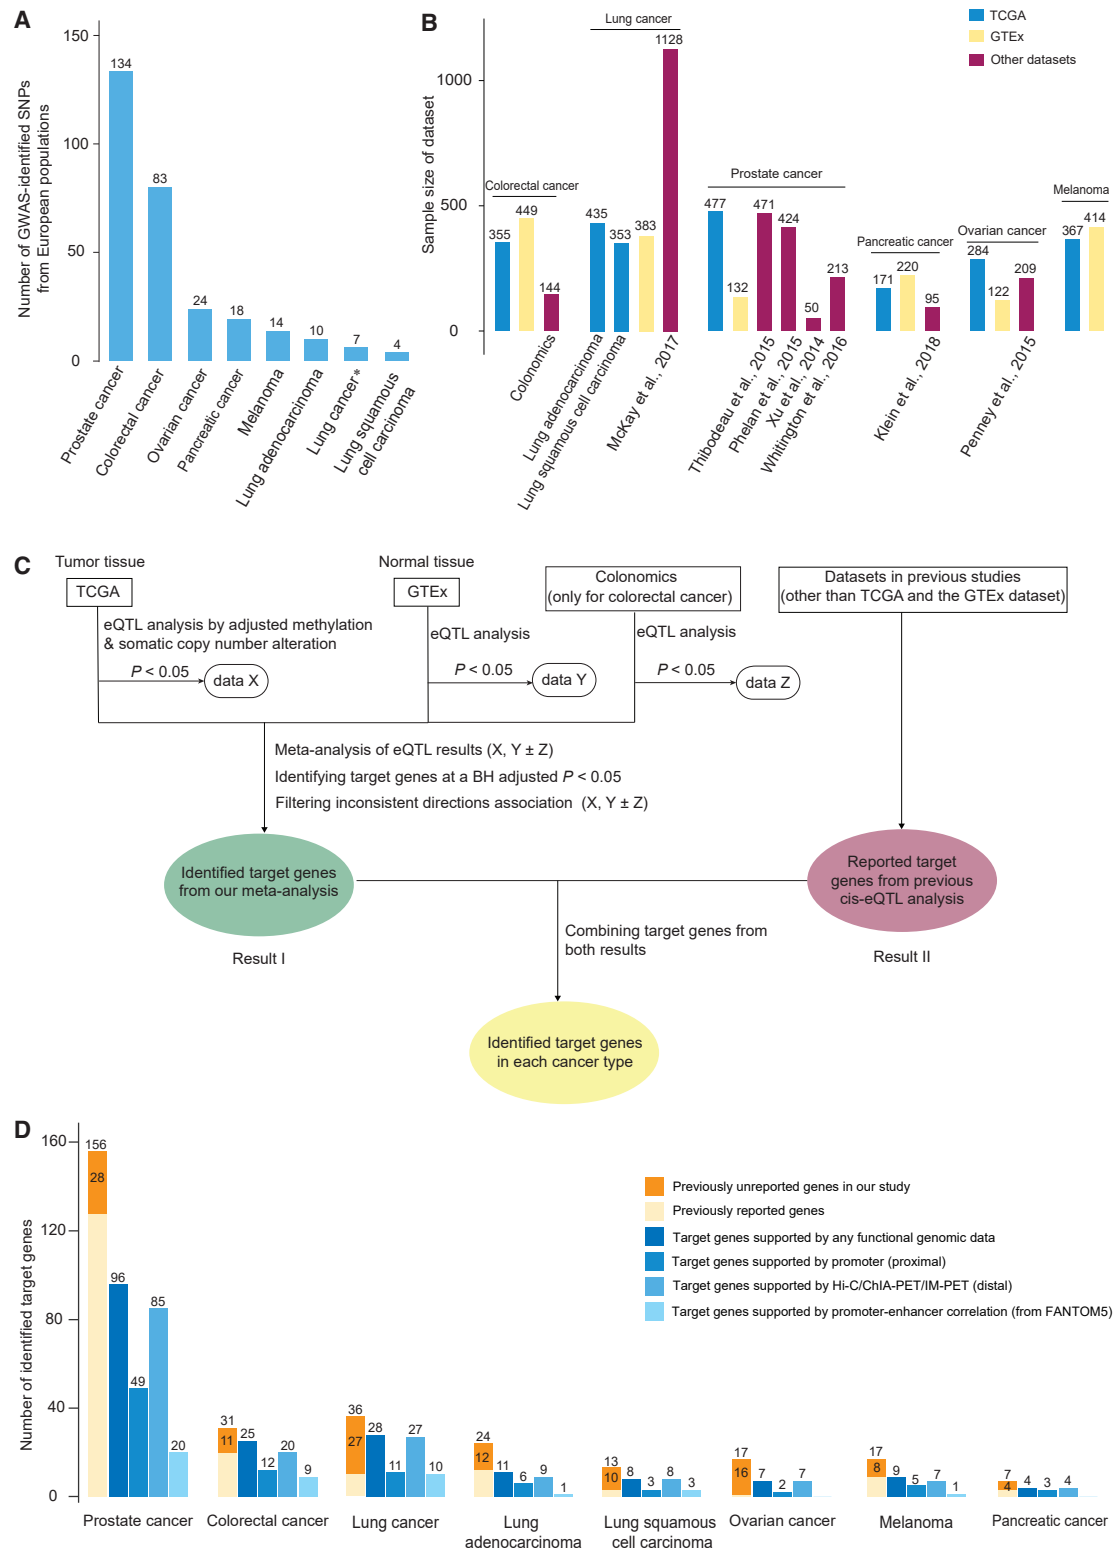 A
Number of GWAS-identified SNPs
from European populations
150
100
50
0
134
83
24
18
14
10
7
4
Prostate cancer
Colorectal cancer
Ovarian cancer
Pancreatic cancer
Melanoma
Lung adenocarcinoma
Lung cancer*
Lung squamous
cell carcinoma
B
Sample size of dataset
1000
500
0
TCGA
GTEx
Other datasets
Colorectal cancer
355
449
144
Lung cancer
435
353
383
1128
Prostate cancer
477
132
471
424
50
213
Pancreatic cancer
171
220
95
Ovarian cancer
284
122
209
Melanoma
367
414
Colonomics
Lung adenocarcinoma
Lung squamous cell carcinoma
McKay et al., 2017
Thibodeau et al., 2015
Phelan et al., 2015
Xu et al., 2014
Whitington et al., 2016
Klein et al., 2018
Penney et al., 2015
C
Tumor tissue
TCGA
eQTL analysis by adjusted methylation
& somatic copy number alteration
P < 0.05
data X
Normal tissue
GTEx
eQTL analysis
P < 0.05
data Y
Colonomics
(only for colorectal cancer)
eQTL analysis
P < 0.05
data Z
Datasets in previous studies
(other than TCGA and the GTEx dataset)
Meta-analysis of eQTL results (X, Y ± Z)
Identifying target genes at a BH adjusted P < 0.05
Filtering inconsistent directions association (X, Y ± Z)
Identified target genes
from our meta-analysis
Result I
Reported target
genes from previous
cis-eQTL analysis
Result II
Combining target genes from
both results
Identified target genes
in each cancer type
D
Number of identified target genes
160
120
80
40
0
Previously unreported genes in our study
Previously reported genes
Target genes supported by any functional genomic data
Target genes supported by promoter (proximal)
Target genes supported by Hi-C/ChIA-PET/IM-PET (distal)
Target genes supported by promoter-enhancer correlation (from FANTOM5)
156
28
96
49
85
20
31
11
25
12
20
9
36
27
28
11
27
10
24
12
11
6
9
1
13
10
8
3
8
3
17
16
7
2
7
17
8
9
5
7
1
7
4
4
3
4
Prostate cancer
Colorectal cancer
Lung cancer
Lung
adenocarcinoma
Lung squamous
cell carcinoma
Ovarian cancer
Melanoma
Pancreatic cancer